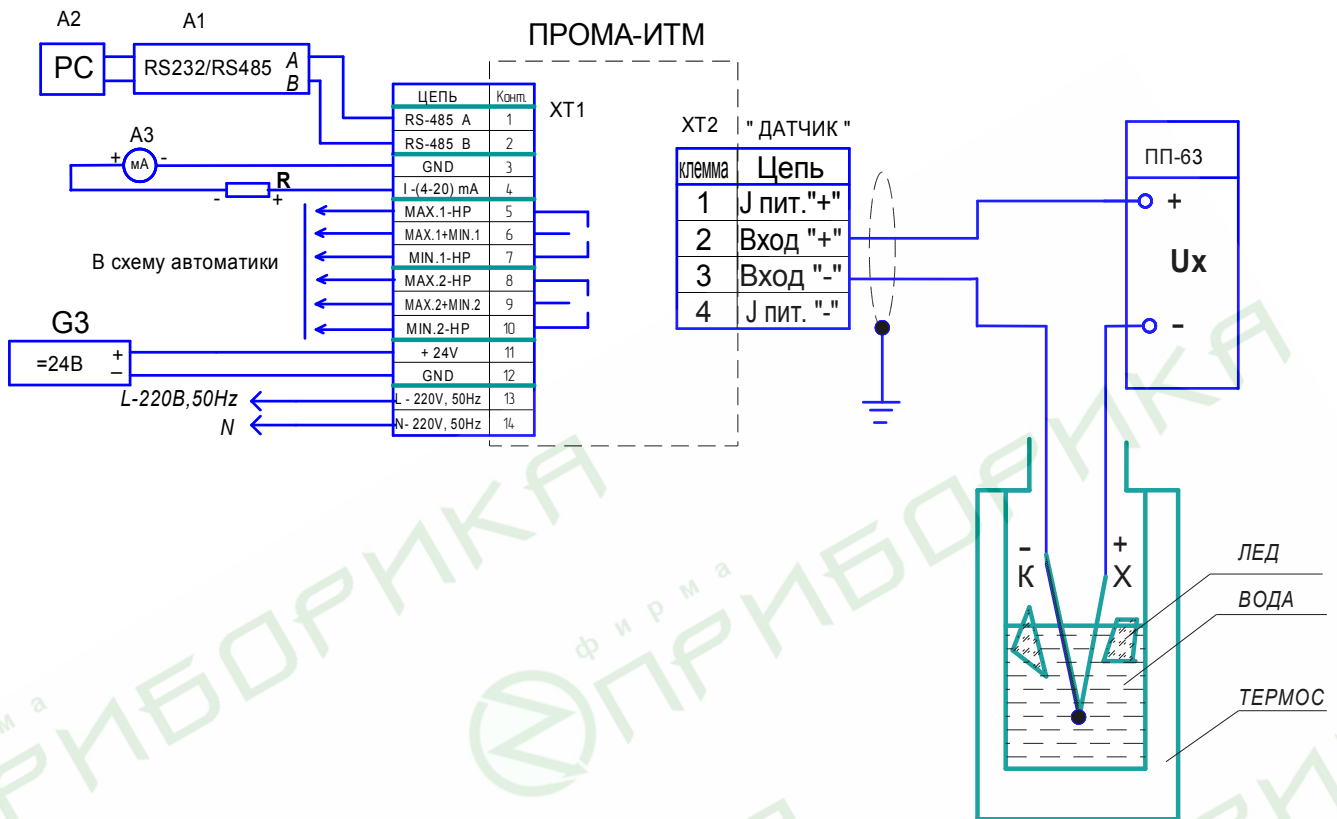 A2
A1
ПРОМА-ИТМ
PC
RS232/RS485
A
B
ЦЕПЬ Конт.
RS-485 A 1
RS-485 B 2
GND 3
I -(4-20) mA 4
MAX.1-HP 5
MAX.1+MIN.1 6
MIN.1-HP 7
MAX.2-HP 8
MAX.2+MIN.2 9
MIN.2-HP 10
+ 24V 11
GND 12
L - 220V, 50Hz 13
N- 220V, 50Hz 14
XT1
A3
+ мА -
R
- +
В схему автоматики
G3
=24В + –
L-220В,50Hz
N
XT2 " ДАТЧИК "
клемма Цепь
1 J пит."+"
2 Вход "+"
3 Вход "-"
4 J пит. "-"
ПП-63
+
Ux
-
- +
К Х
ЛЕД
ВОДА
ТЕРМОС
фирма
ПРИБОРИКА